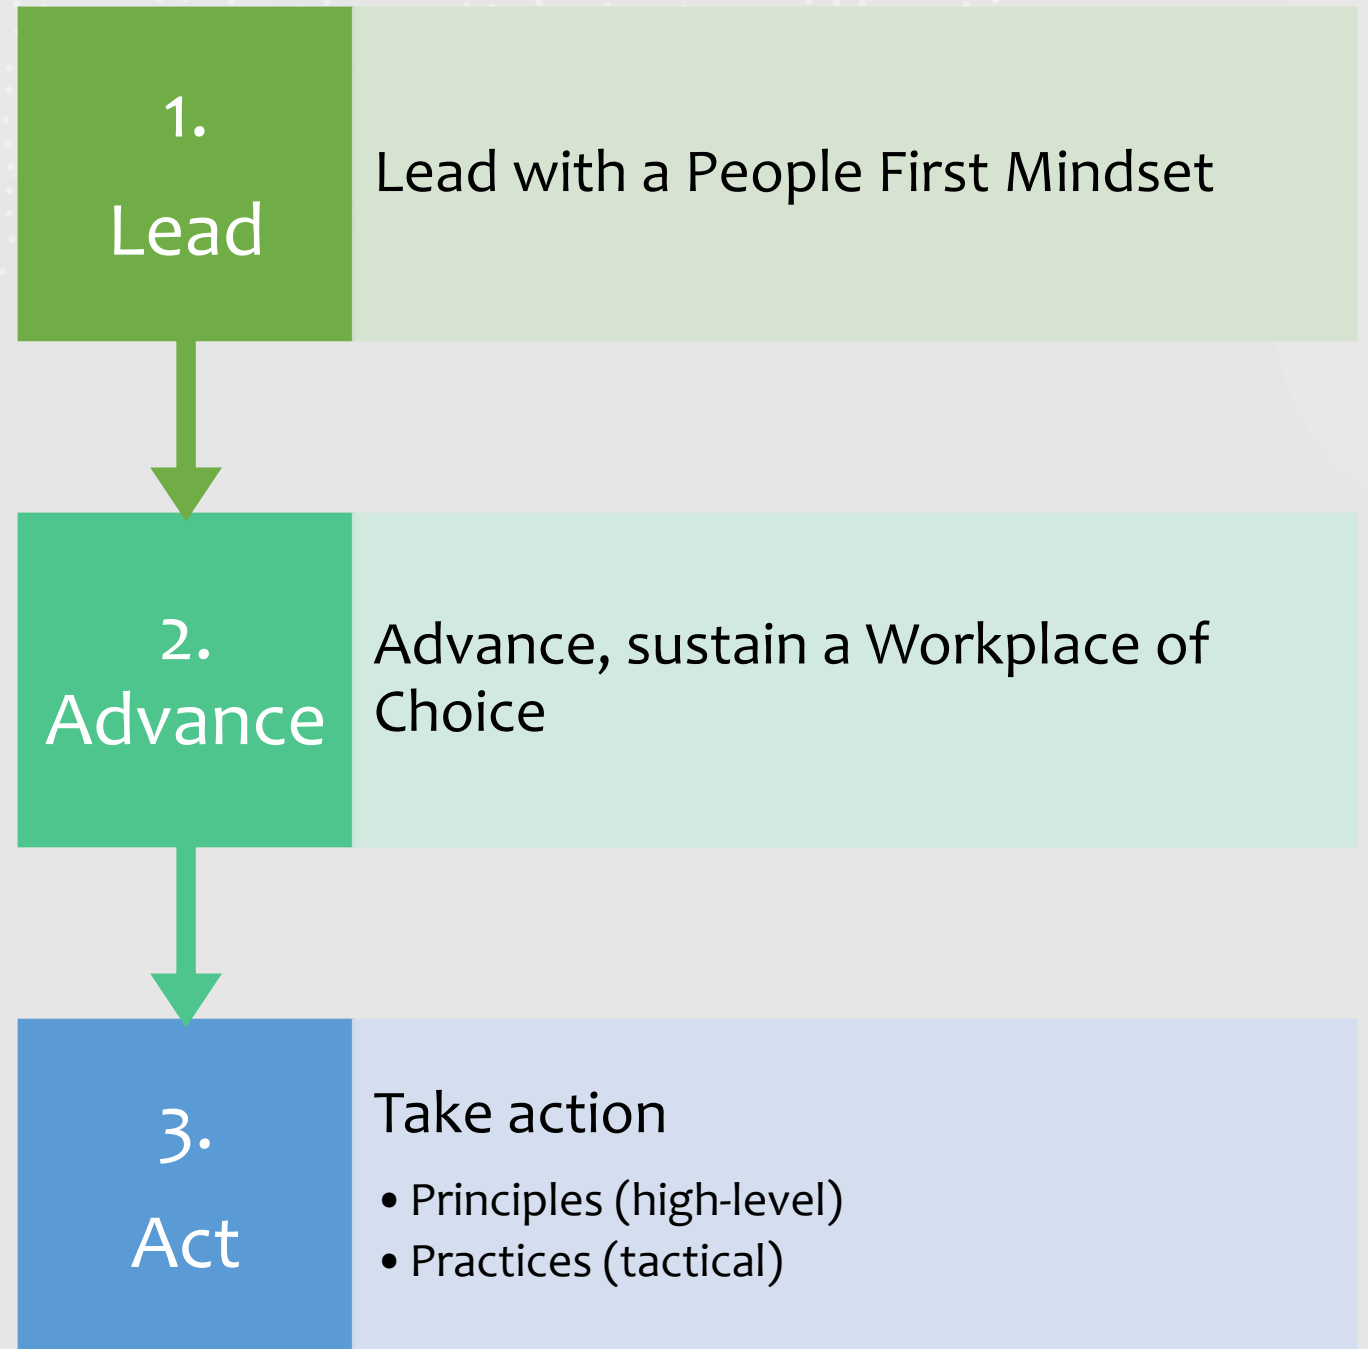 1.
Lead
Lead with a People First Mindset
2.
Advance
Advance, sustain a Workplace of
Choice
3.
Act
Take action
• Principles (high-level)
• Practices (tactical)